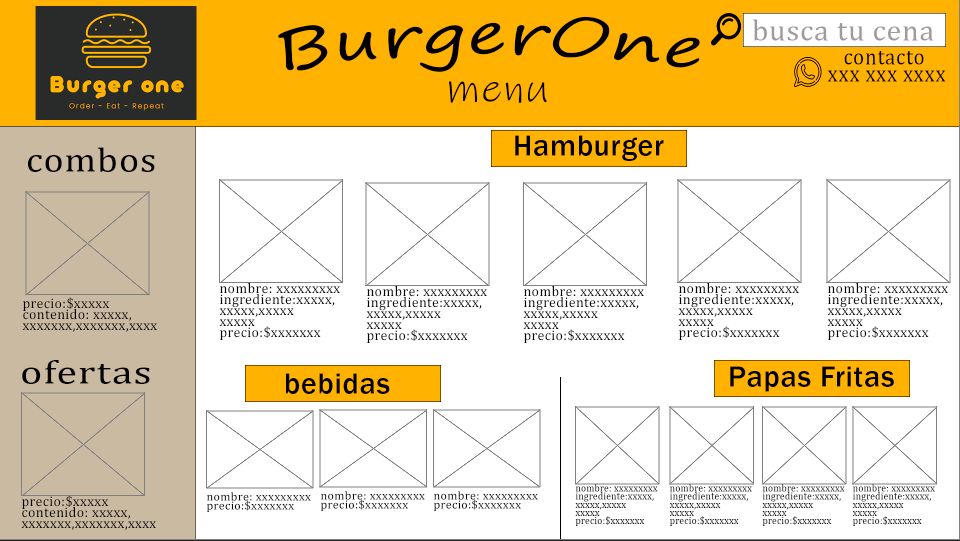 Burger one
Order - Eat - Repeat
BurgerOne
menu
busca tu cena
contacto
xxx xxx xxxx
combos
precio:$xxxxx
contenido: xxxxx,
xxxxxxx,xxxxxxx,xxxx
ofertas
precio:$xxxxx
contenido: xxxxx,
xxxxxxx,xxxxxxx,xxxx
Hamburger
nombre: xxxxxxxxx
ingrediente:xxxxx,
xxxxx,xxxxx
xxxxx
precio:$xxxxxxx
nombre: xxxxxxxxx
ingrediente:xxxxx,
xxxxx,xxxxx
xxxxx
precio:$xxxxxxx
nombre: xxxxxxxxx
ingrediente:xxxxx,
xxxxx,xxxxx
xxxxx
precio:$xxxxxxx
nombre: xxxxxxxxx
ingrediente:xxxxx,
xxxxx,xxxxx
xxxxx
precio:$xxxxxxx
nombre: xxxxxxxxx
ingrediente:xxxxx,
xxxxx,xxxxx
xxxxx
precio:$xxxxxxx
bebidas
nombre: xxxxxxxxx
precio:$xxxxxxx
nombre: xxxxxxxxx
precio:$xxxxxxx
nombre: xxxxxxxxx
precio:$xxxxxxx
Papas Fritas
nombre: xxxxxxxxx
ingrediente:xxxxx,
xxxxx,xxxxx
xxxxx
precio:$xxxxxxx
nombre: xxxxxxxxx
ingrediente:xxxxx,
xxxxx,xxxxx
xxxxx
precio:$xxxxxxx
nombre: xxxxxxxxx
ingrediente:xxxxx,
xxxxx,xxxxx
xxxxx
precio:$xxxxxxx
nombre: xxxxxxxxx
ingrediente:xxxxx,
xxxxx,xxxxx
xxxxx
precio:$xxxxxxx